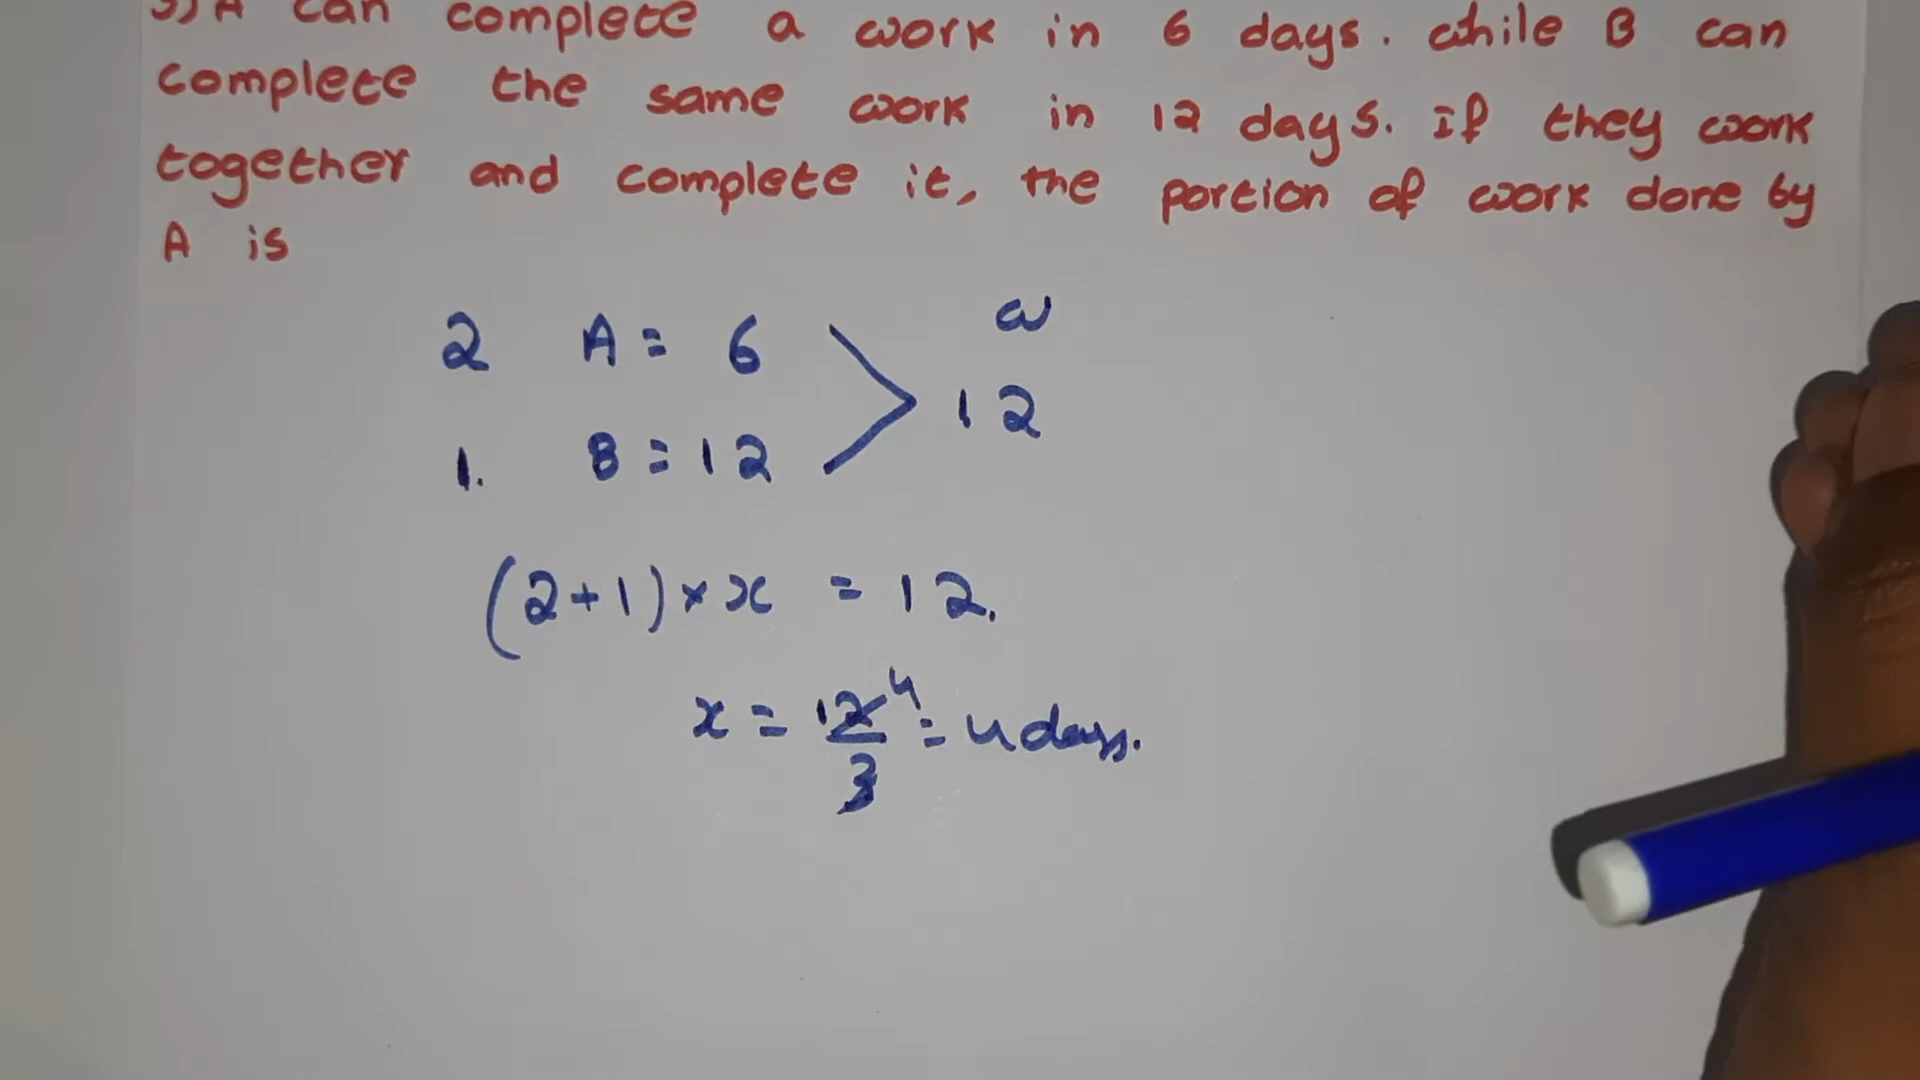 5) A can complete a work in 6 days. while B can
complete the same work in 12 days. If they work
together and complete it, the portion of work done by
A is
w
2 A = 6
12
1. B = 12
(2+1) × x = 12.
x = 12/3 4 = 4 days.